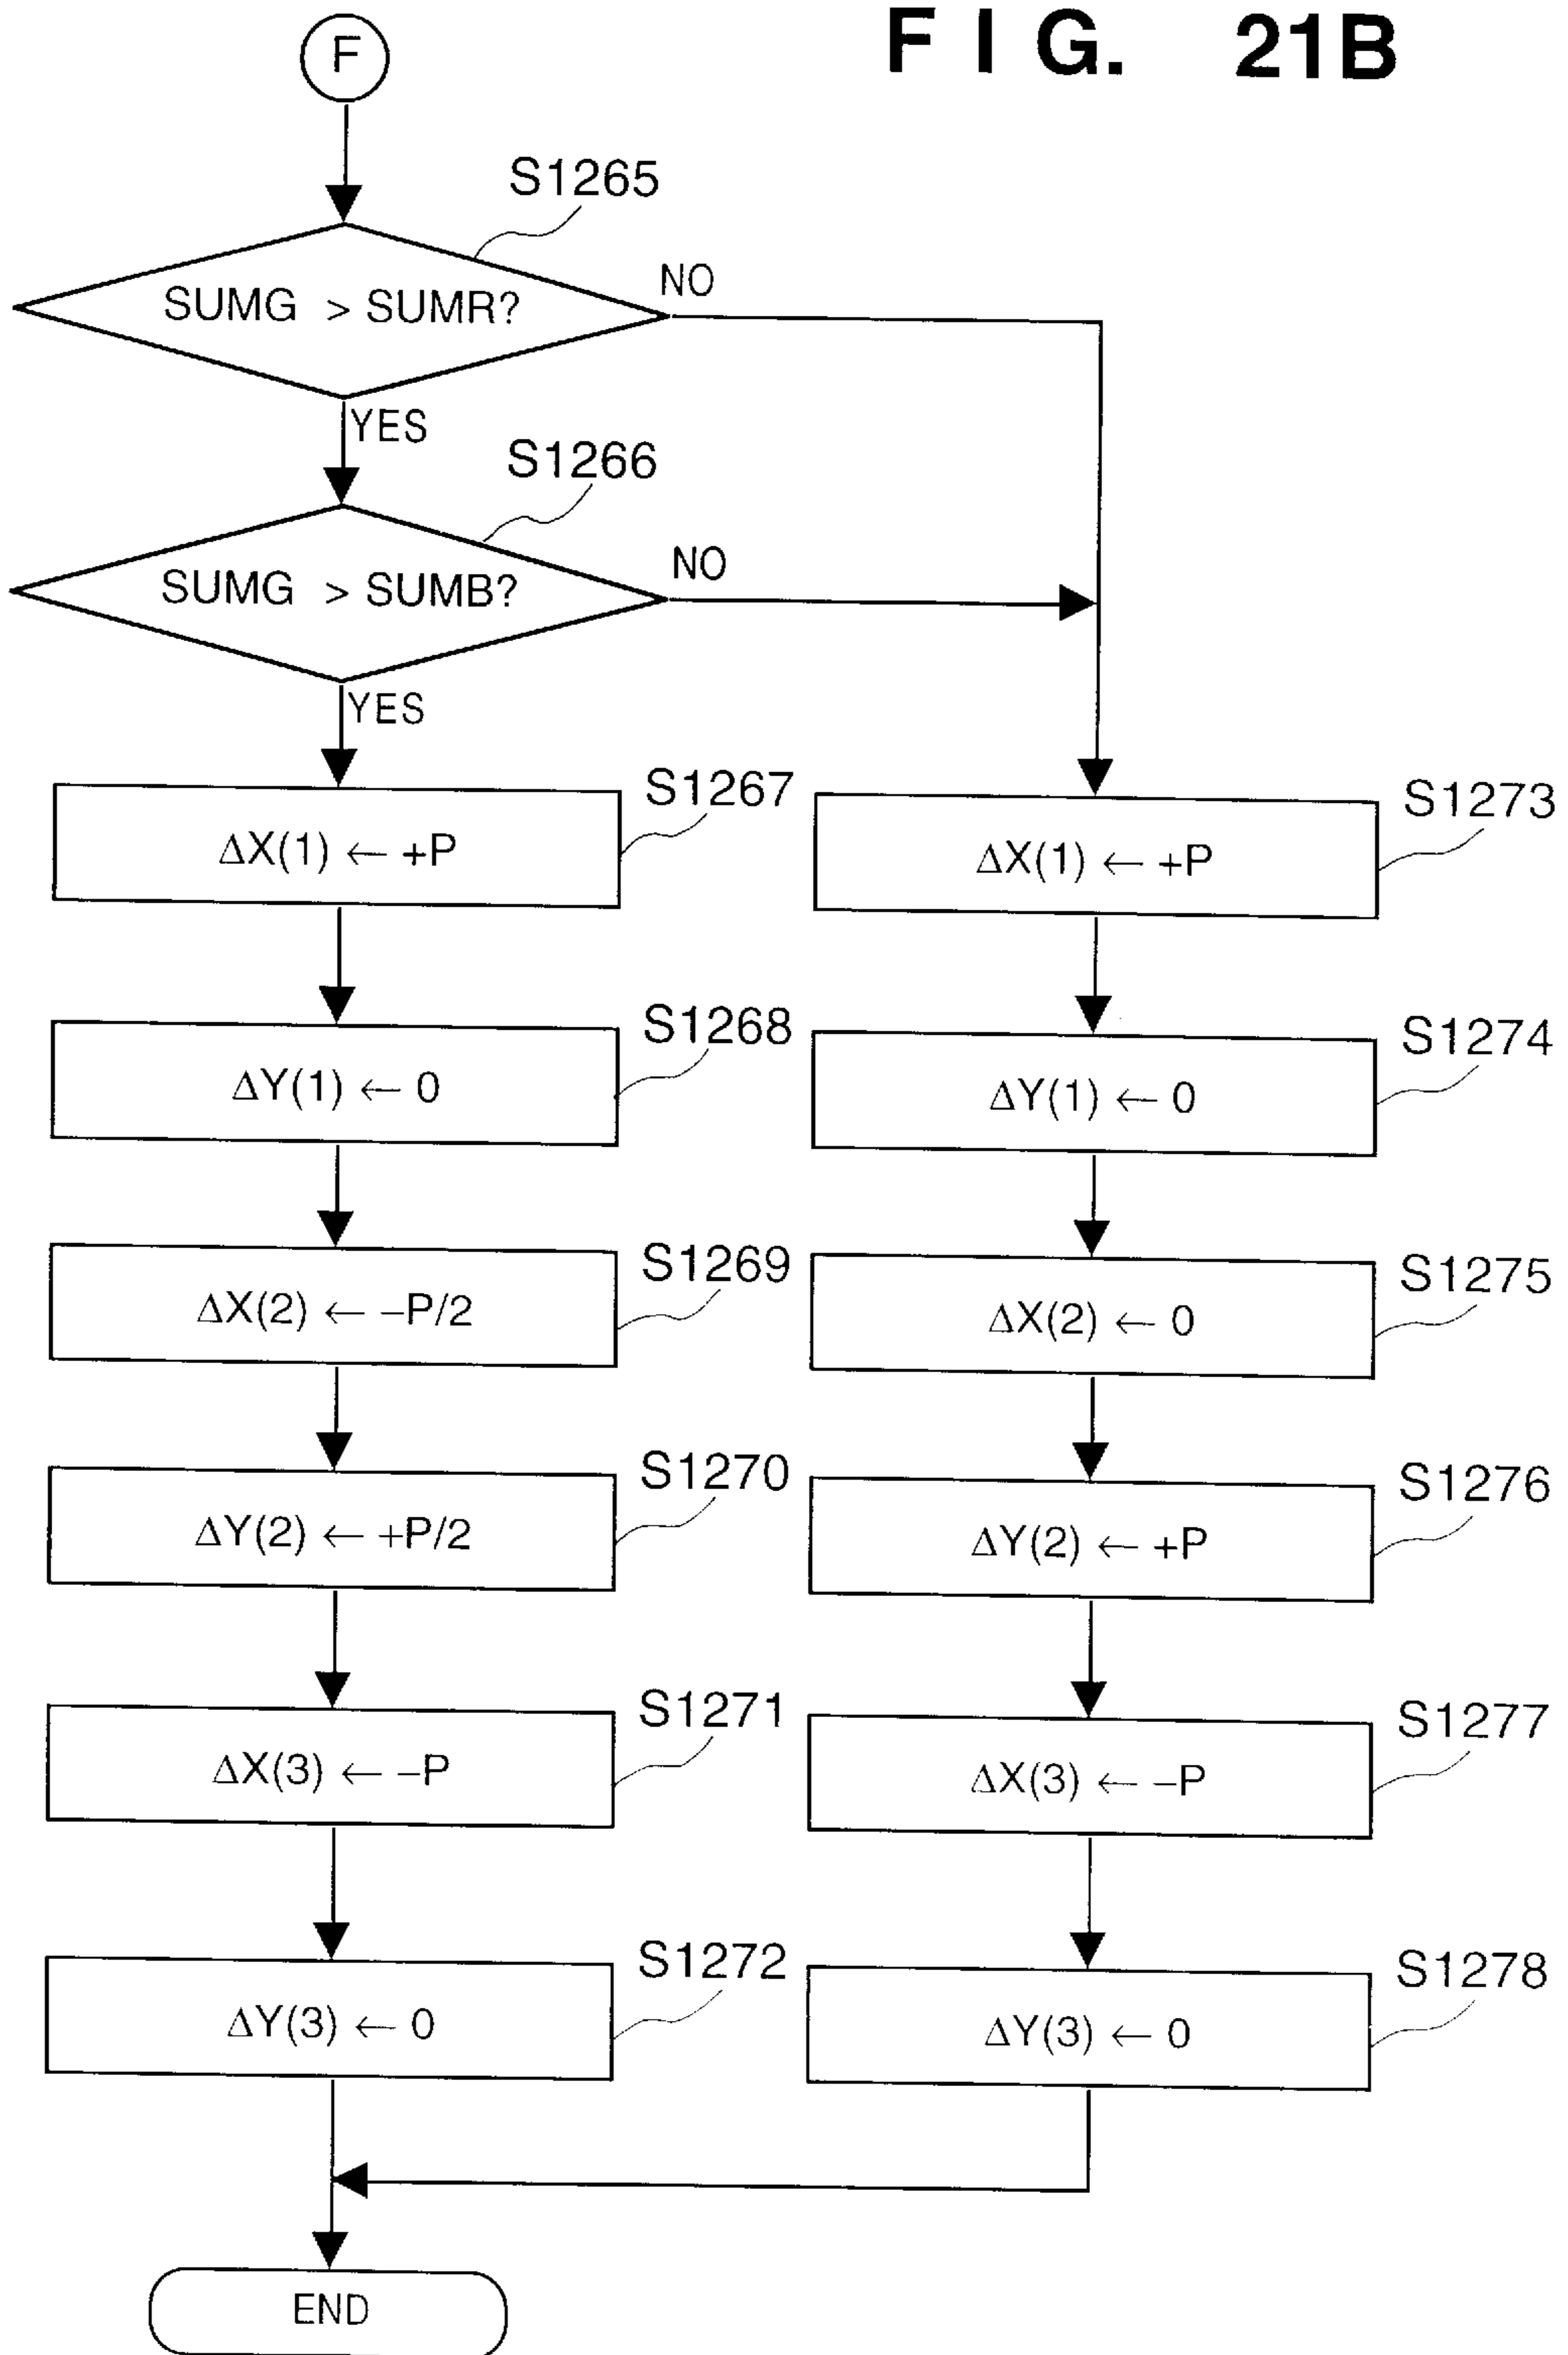 FIG. 21B
F
S1265
SUMG > SUMR?
NO
YES
S1266
SUMG > SUMB?
NO
YES
S1267
ΔX(1) ← +P
S1268
ΔY(1) ← 0
S1269
ΔX(2) ← −P/2
S1270
ΔY(2) ← +P/2
S1271
ΔX(3) ← −P
S1272
ΔY(3) ← 0
S1273
ΔX(1) ← +P
S1274
ΔY(1) ← 0
S1275
ΔX(2) ← 0
S1276
ΔY(2) ← +P
S1277
ΔX(3) ← −P
S1278
ΔY(3) ← 0
END